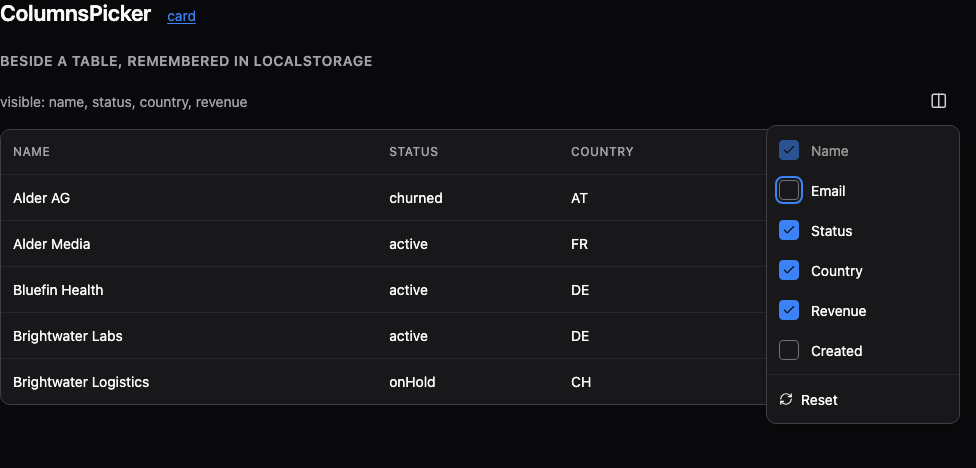 ColumnsPicker card
BESIDE A TABLE, REMEMBERED IN LOCALSTORAGE
visible: name, status, country, revenue
NAME STATUS COUNTRY
Alder AG churned AT
Alder Media active FR
Bluefin Health active DE
Brightwater Labs active DE
Brightwater Logistics onHold CH
Name
Email
Status
Country
Revenue
Created
Reset